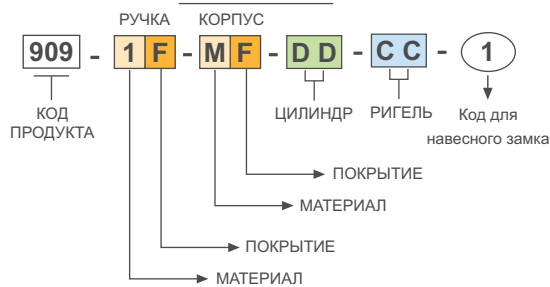 РУЧКА КОРПУС
909 - 1 F - M F - D D - C C - 1
КОД
ПРОДУКТА
ЦИЛИНДР
РИГЕЛЬ
Код для
навесного замка
ПОКРЫТИЕ
МАТЕРИАЛ
ПОКРЫТИЕ
МАТЕРИАЛ